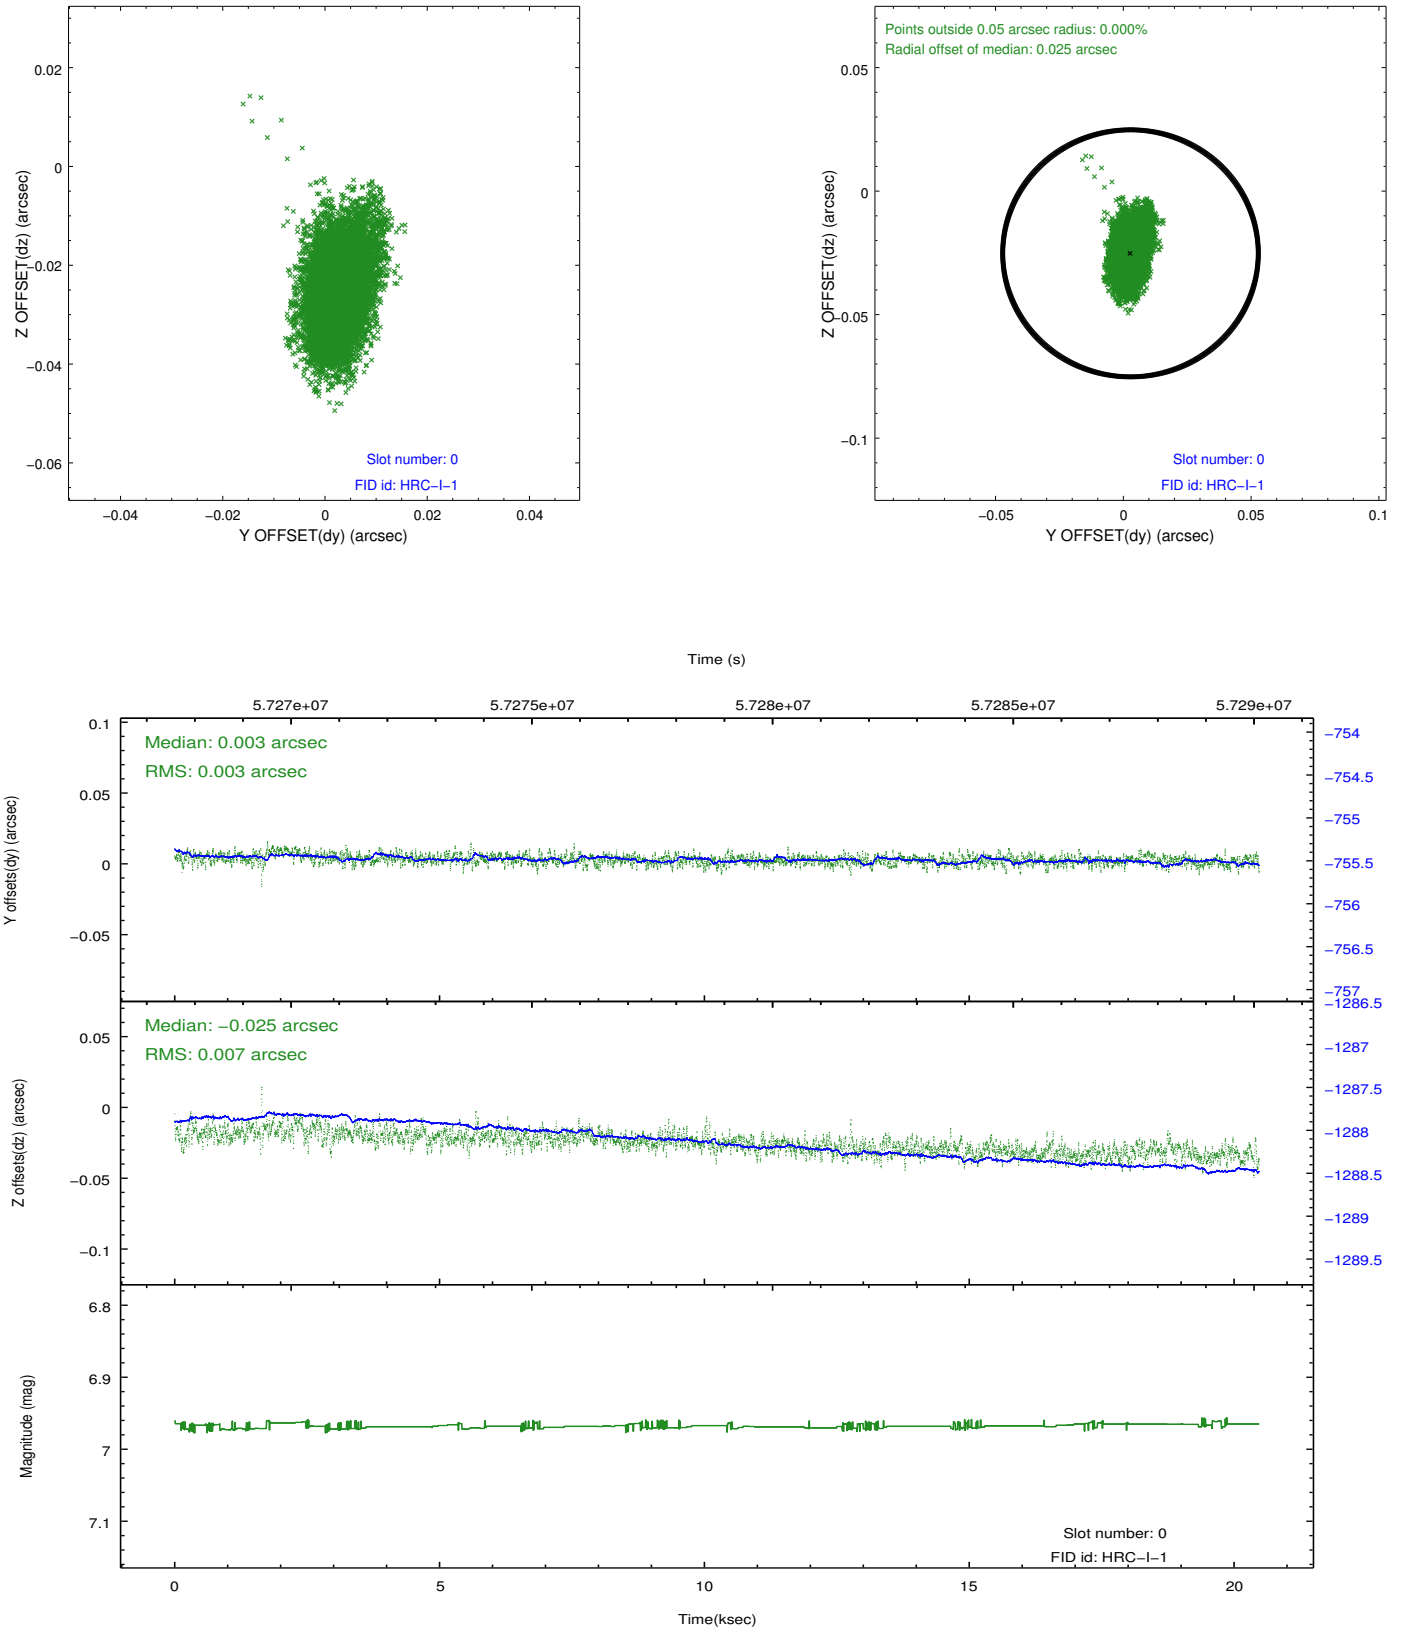 0.02
0
−0.02
−0.04
−0.06
Z OFFSET(dz) (arcsec)
Slot number: 0
FID id: HRC−I−1
−0.04
−0.02
0
0.02
0.04
Y OFFSET(dy) (arcsec)
Points outside 0.05 arcsec radius: 0.000%
Radial offset of median: 0.025 arcsec
0.05
0
−0.05
−0.1
Z OFFSET(dz) (arcsec)
Slot number: 0
FID id: HRC−I−1
−0.05
0
0.05
0.1
Y OFFSET(dy) (arcsec)
Time (s)
5.727e+07
5.7275e+07
5.728e+07
5.7285e+07
5.729e+07
Median: 0.003 arcsec
RMS: 0.003 arcsec
0.1
0.05
0
−0.05
Y offsets(dy) (arcsec)
−754
−754.5
−755
−755.5
−756
−756.5
−757
Median: −0.025 arcsec
RMS: 0.007 arcsec
0.05
0
−0.05
−0.1
Z offsets(dz) (arcsec)
−1286.5
−1287
−1287.5
−1288
−1288.5
−1289
−1289.5
6.8
6.9
7
7.1
Magnitude (mag)
Slot number: 0
FID id: HRC−I−1
0
5
10
15
20
Time(ksec)